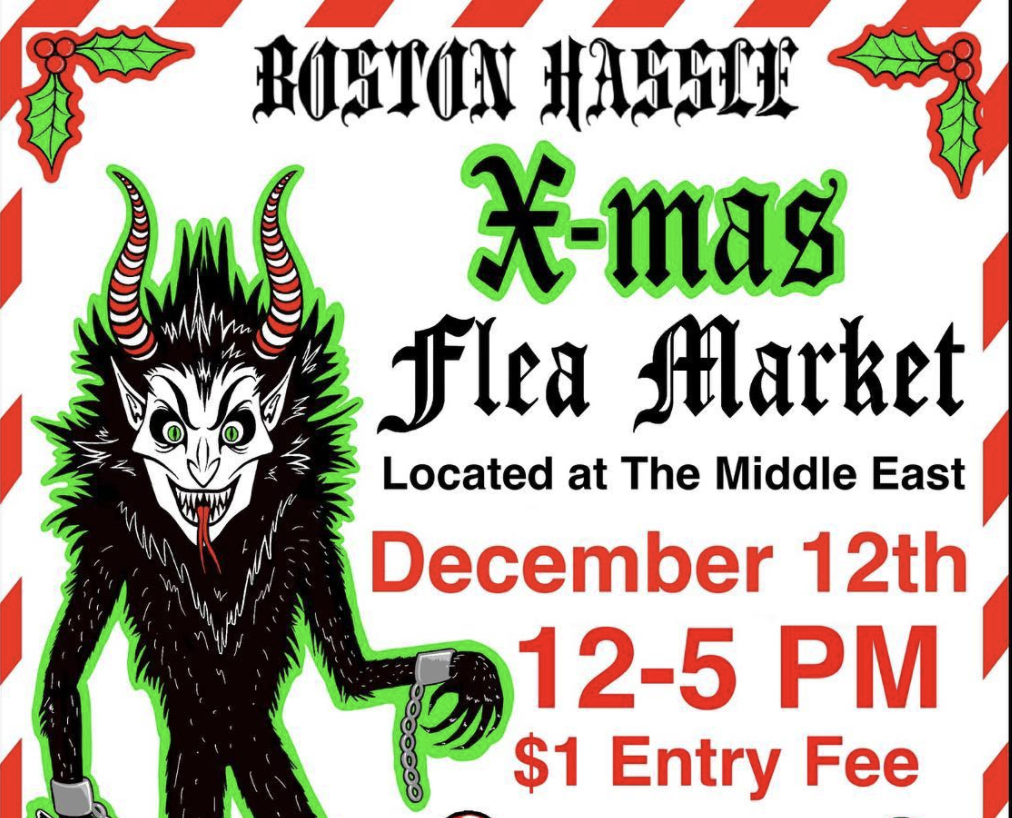 BOSTON HASSLE
X-mas
Flea Market
Located at The Middle East
December 12th
12-5 PM
$1 Entry Fee